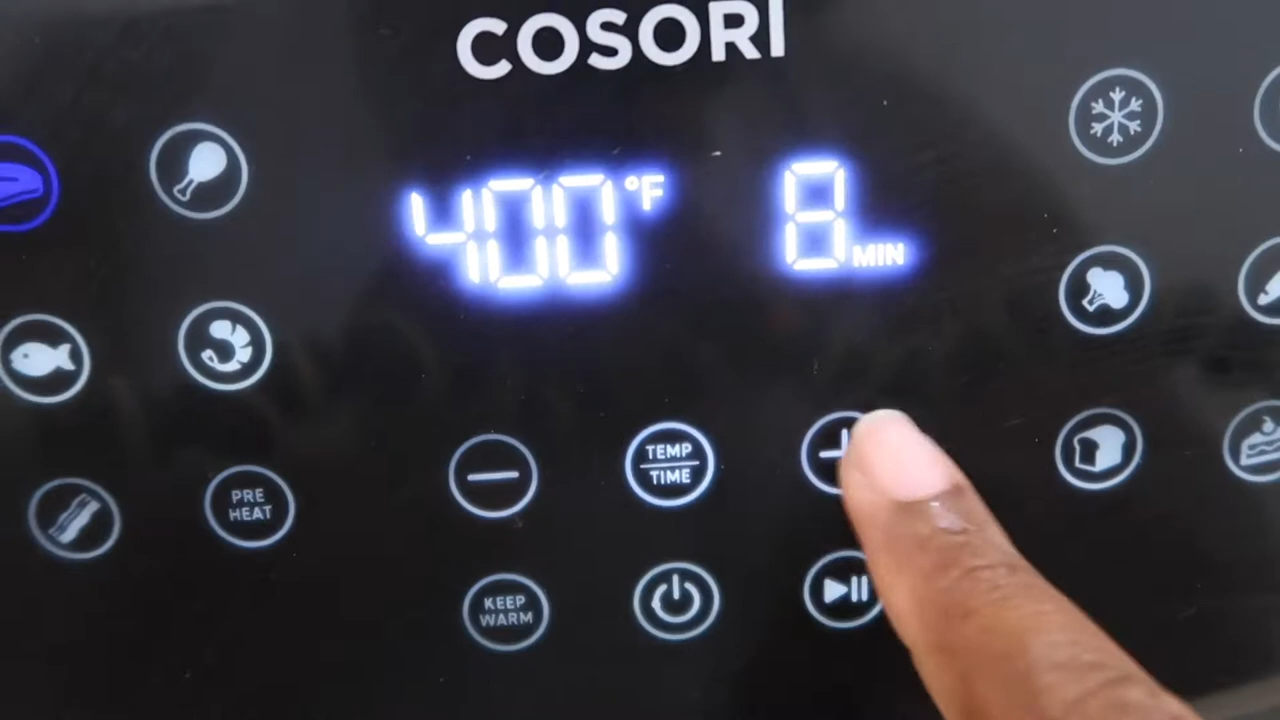 COSORI
400°F 8 MIN
TEMP
TIME
PRE
HEAT
KEEP
WARM